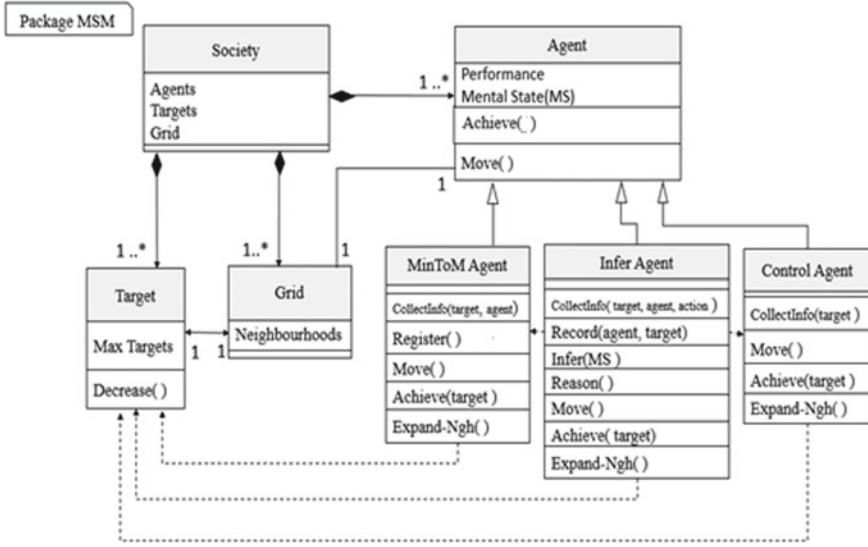 Package MSM
Society
Agents
Targets
Grid
1 ..*
Agent
Performance
Mental State(MS)
Achieve( )
Move( )
1
1 ..*
1..*
1
Target
Max Targets
Decrease( )
1
1
Grid
Neighbourhoods
MinToM Agent
CollectInfo(target, agent)
Register( )
Move( )
Achieve(target)
Expand-Ngh( )
Infer Agent
CollectInfo( target, agent, action )
Record(agent, target)
Infer(MS )
Reason( )
Move( )
Achieve( target)
Expand-Ngh( )
Control Agent
CollectInfo(target )
Move( )
Achieve(target )
Expand-Ngh( )